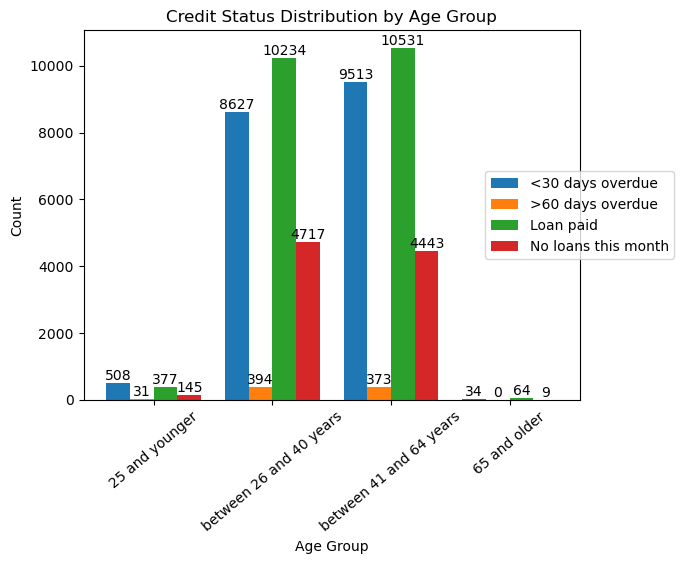 Credit Status Distribution by Age Group
Count
10000
8000
6000
4000
2000
0
508
31
377
145
8627
394
10234
4717
9513
373
10531
4443
34
0
64
9
<30 days overdue
>60 days overdue
Loan paid
No loans this month
25 and younger
between 26 and 40 years
between 41 and 64 years
65 and older
Age Group